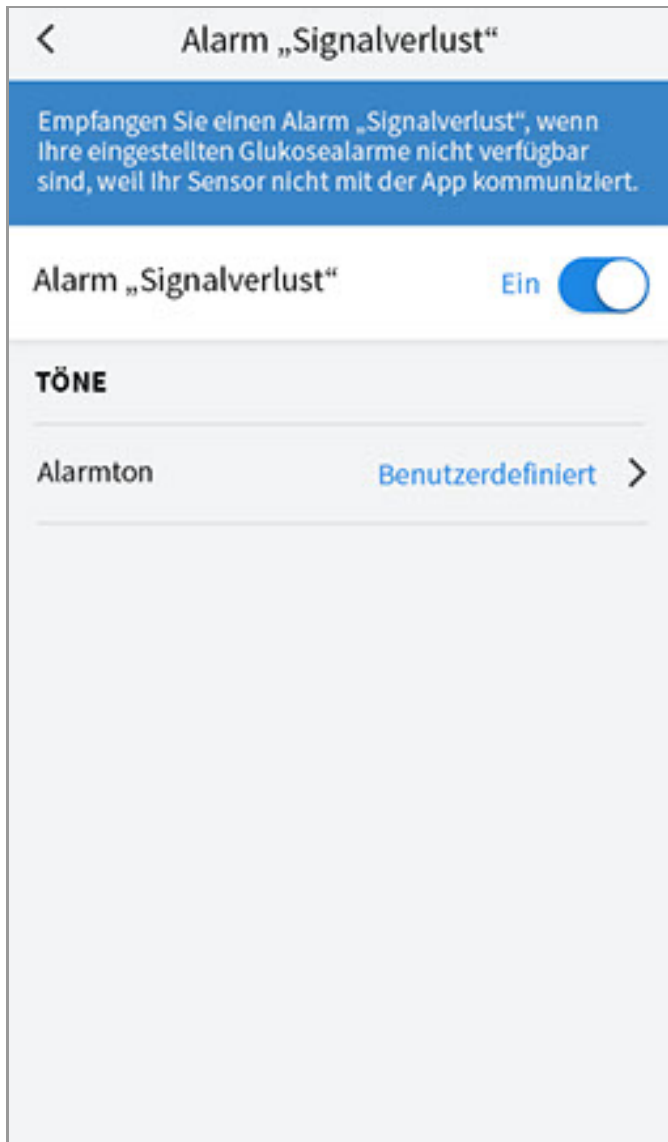 Alarm „Signalverlust“
Empfangen Sie einen Alarm „Signalverlust“, wenn
Ihre eingestellten Glukosealarme nicht verfügbar
sind, weil Ihr Sensor nicht mit der App kommuniziert.
Alarm „Signalverlust“ Ein
TÖNE
Alarmton Benutzerdefiniert